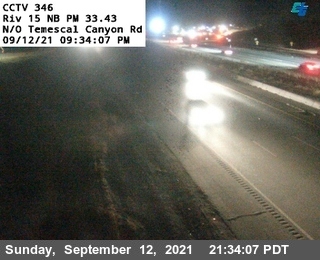 CCTV 346
Riv 15 NB PM 33.43
N/O Temescal Canyon Rd
09/12/21 09:34:07 PM
Sunday, September 12, 2021 21:34:07 PDT